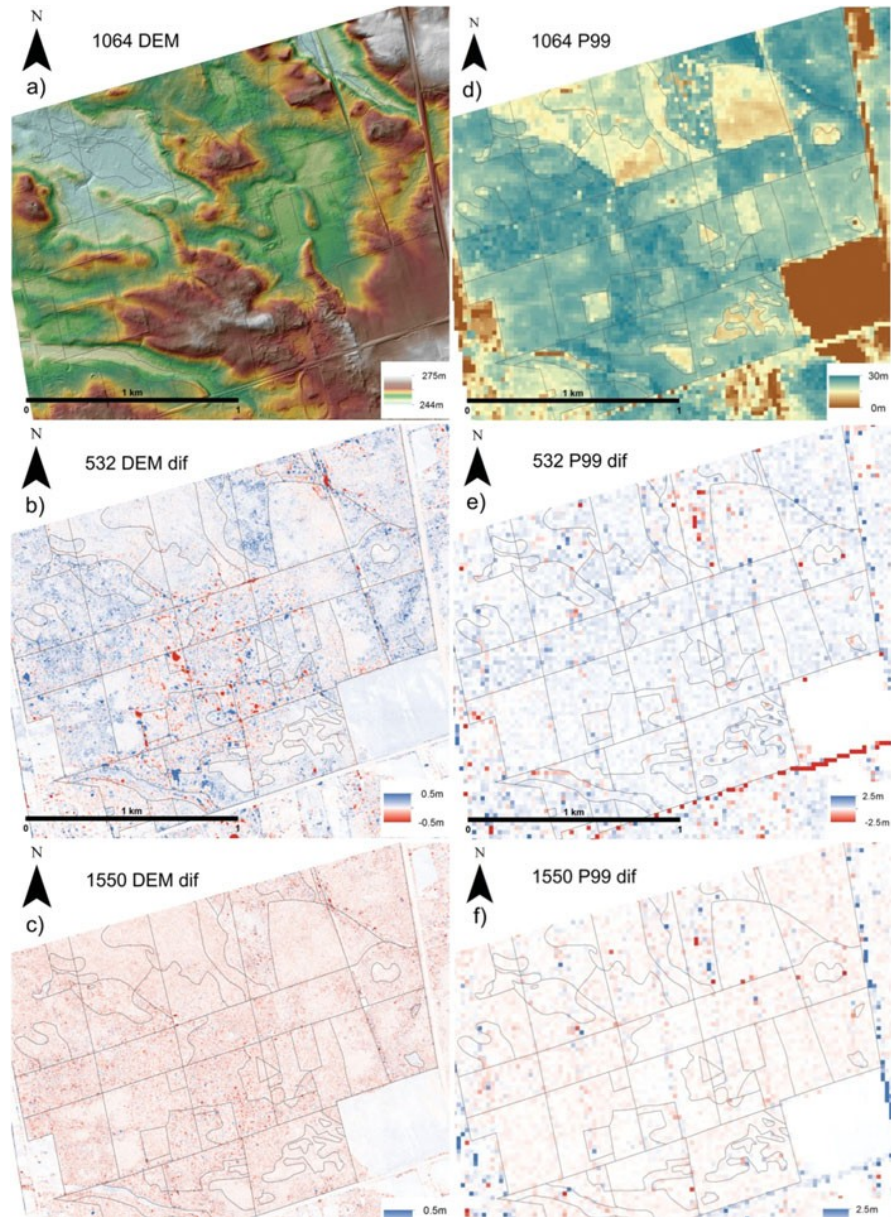 N
1064 DEM
a)
275m
244m
1 km
0
1
N
1064 P99
d)
30m
0m
1 km
0
1
N
532 DEM dif
b)
0.5m
-0.5m
1 km
0
1
N
532 P99 dif
e)
2.5m
-2.5m
1 km
0
1
N
1550 DEM dif
c)
0.5m
N
1550 P99 dif
f)
2.5m